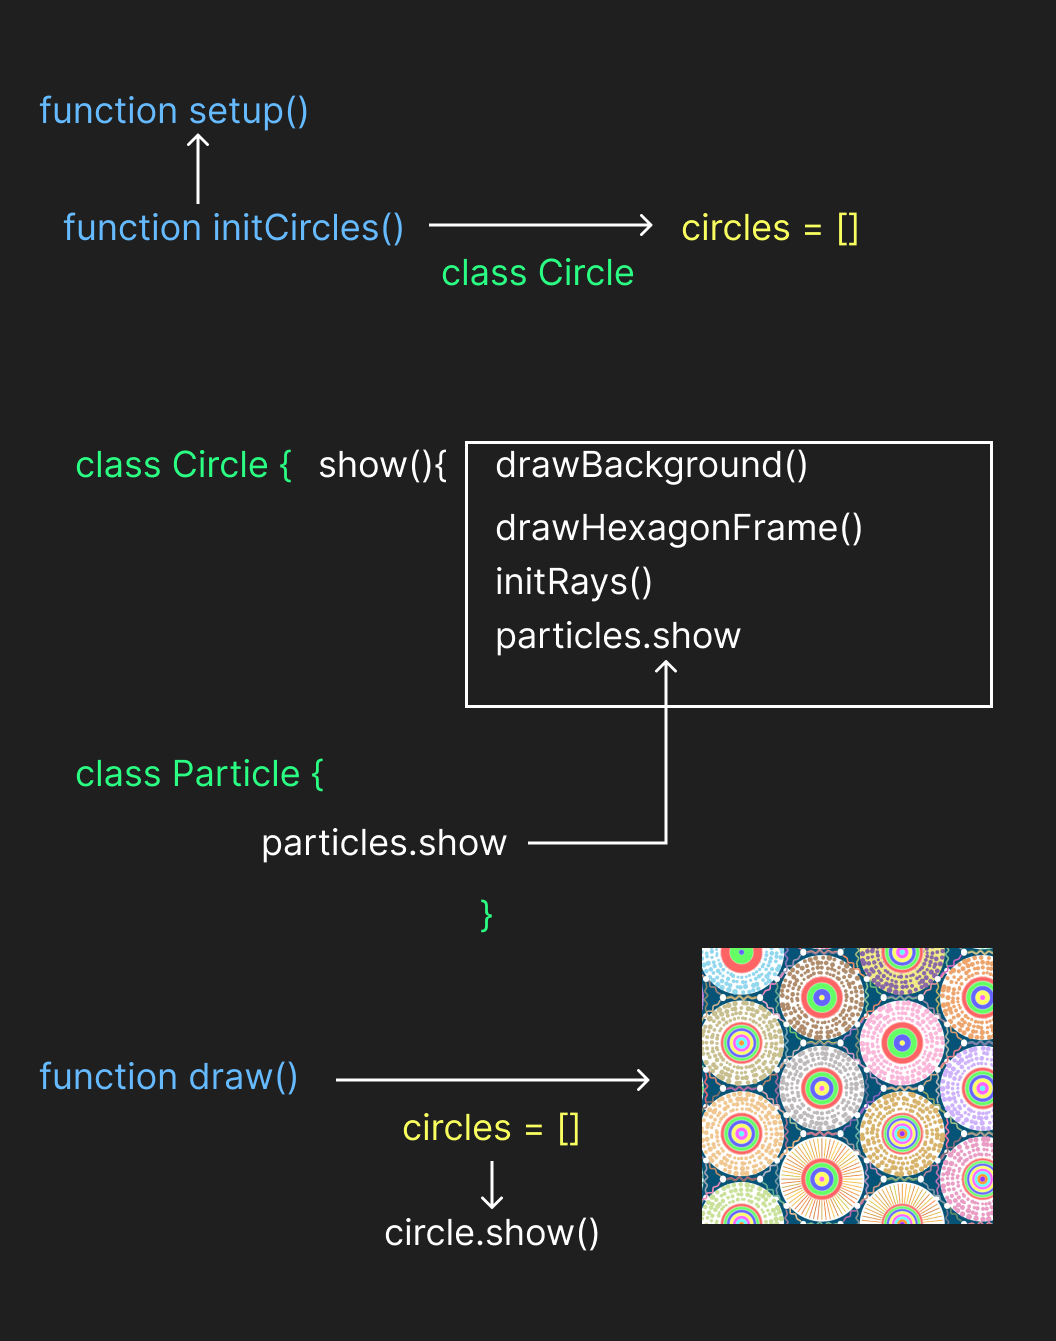 function setup()
function initCircles()
circles = []
class Circle
class Circle { show(){ drawBackground()
drawHexagonFrame()
initRays()
particles.show
class Particle {
particles.show
}
function draw()
circles = []
circle.show()